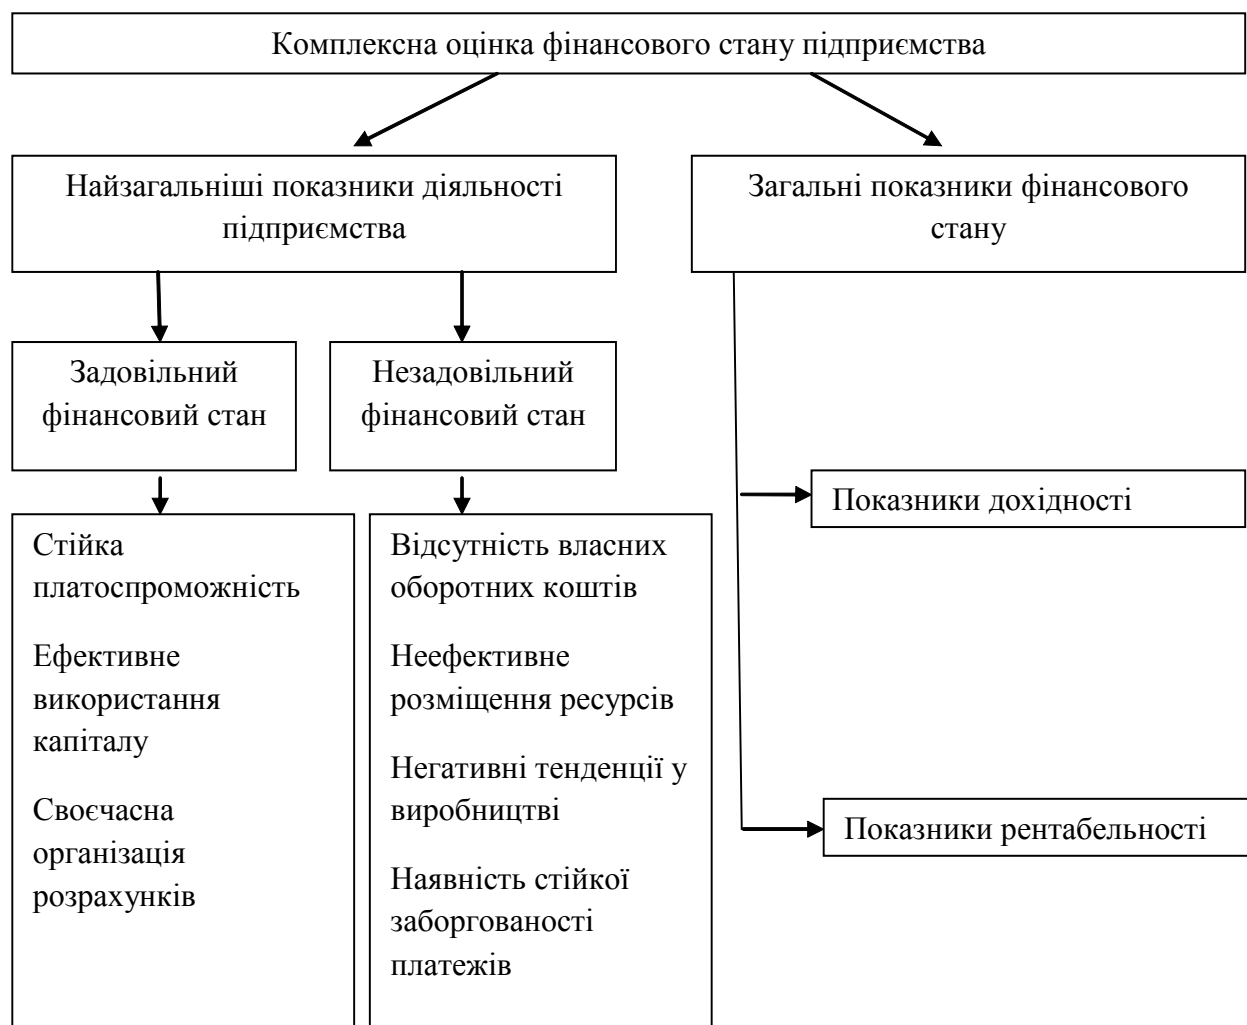 Комплексна оцінка фінансового стану підприємства
Найзагальніші показники діяльності
підприємства
Загальні показники фінансового
стану
Задовільний
фінансовий стан
Незадовільний
фінансовий стан
Показники дохідності
Стійка
платоспроможність
Ефективне
використання
капіталу
Своєчасна
організація
розрахунків
Відсутність власних
оборотних коштів
Неефективне
розміщення ресурсів
Негативні тенденції у
виробництві
Наявність стійкої
заборгованості
платежів
Показники рентабельності